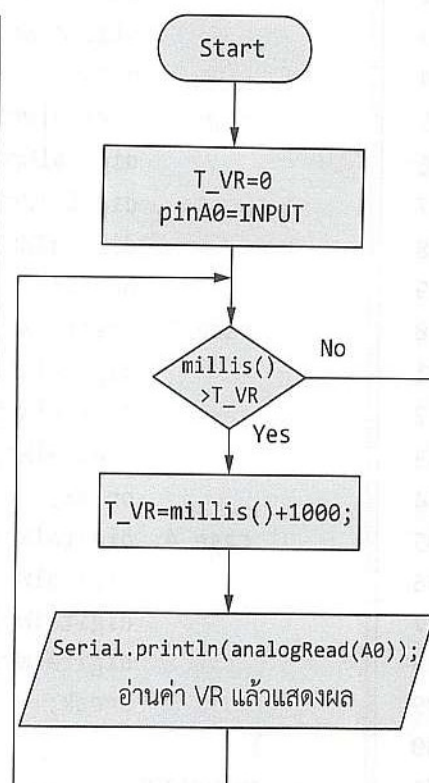 Start
T_VR=0
pinA0=INPUT
millis()
>T_VR
No
Yes
T_VR=millis()+1000;
Serial.println(analogRead(A0));
อ่านค่า VR แล้วแสดงผล